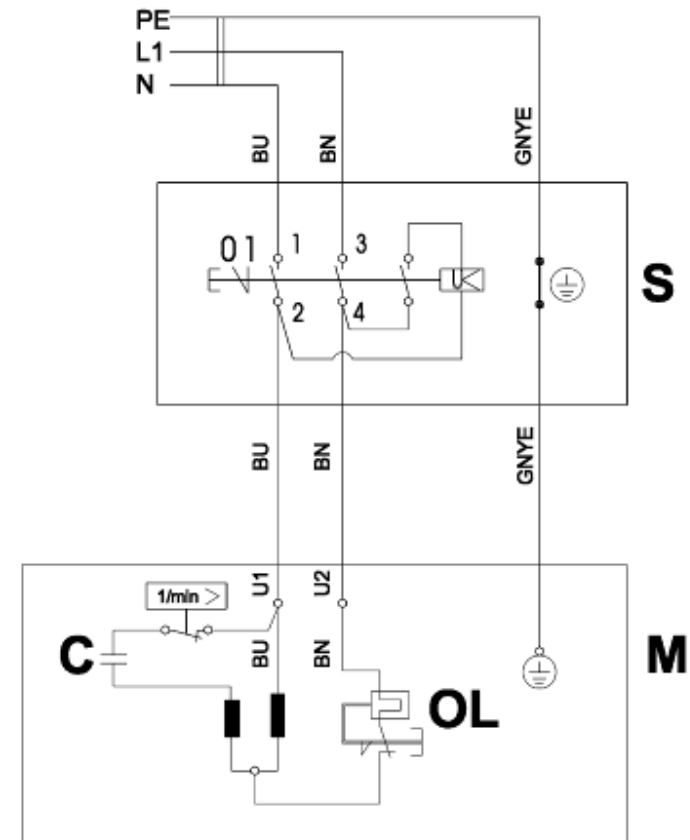 PE
L1
N
BU BN GNYE
0 1 1 3
U<
S
2 4
BU BN GNYE
1/min > U1 U2
C BU BN M
OL